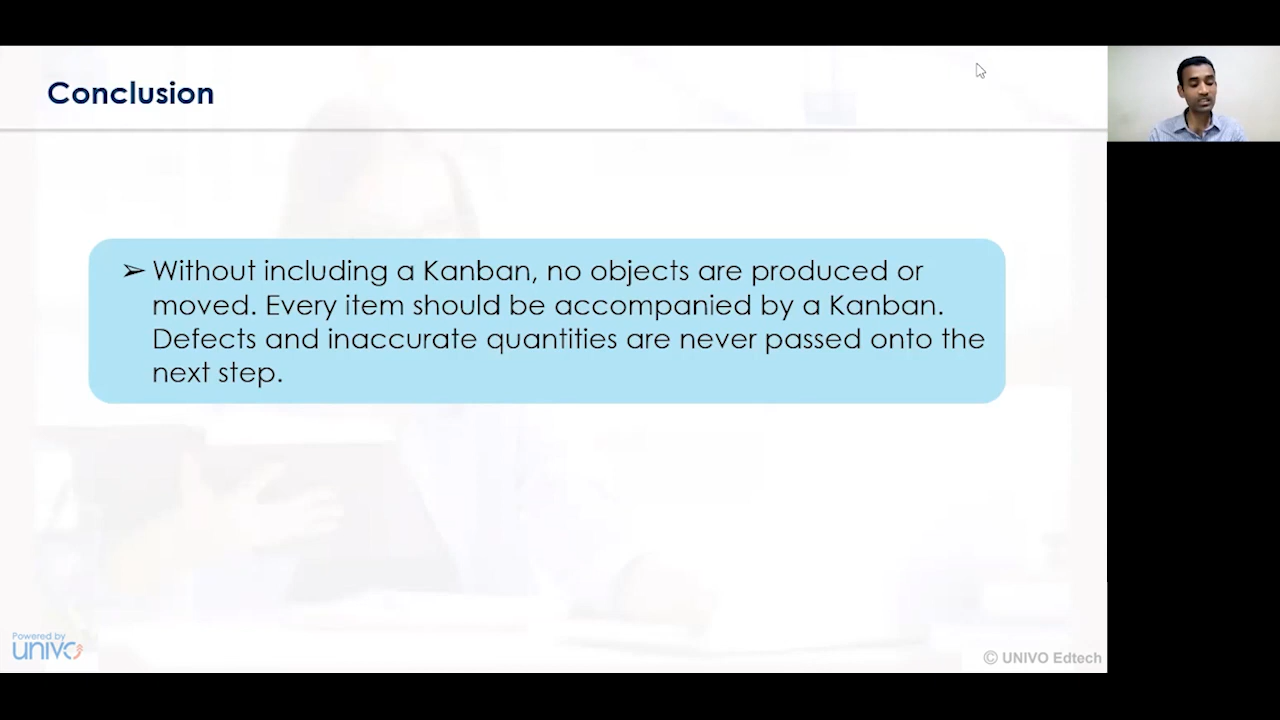 Conclusion
➢ Without including a Kanban, no objects are produced or
moved. Every item should be accompanied by a Kanban.
Defects and inaccurate quantities are never passed onto the
next step.
Powered by
UNIVO
© UNIVO Edtech